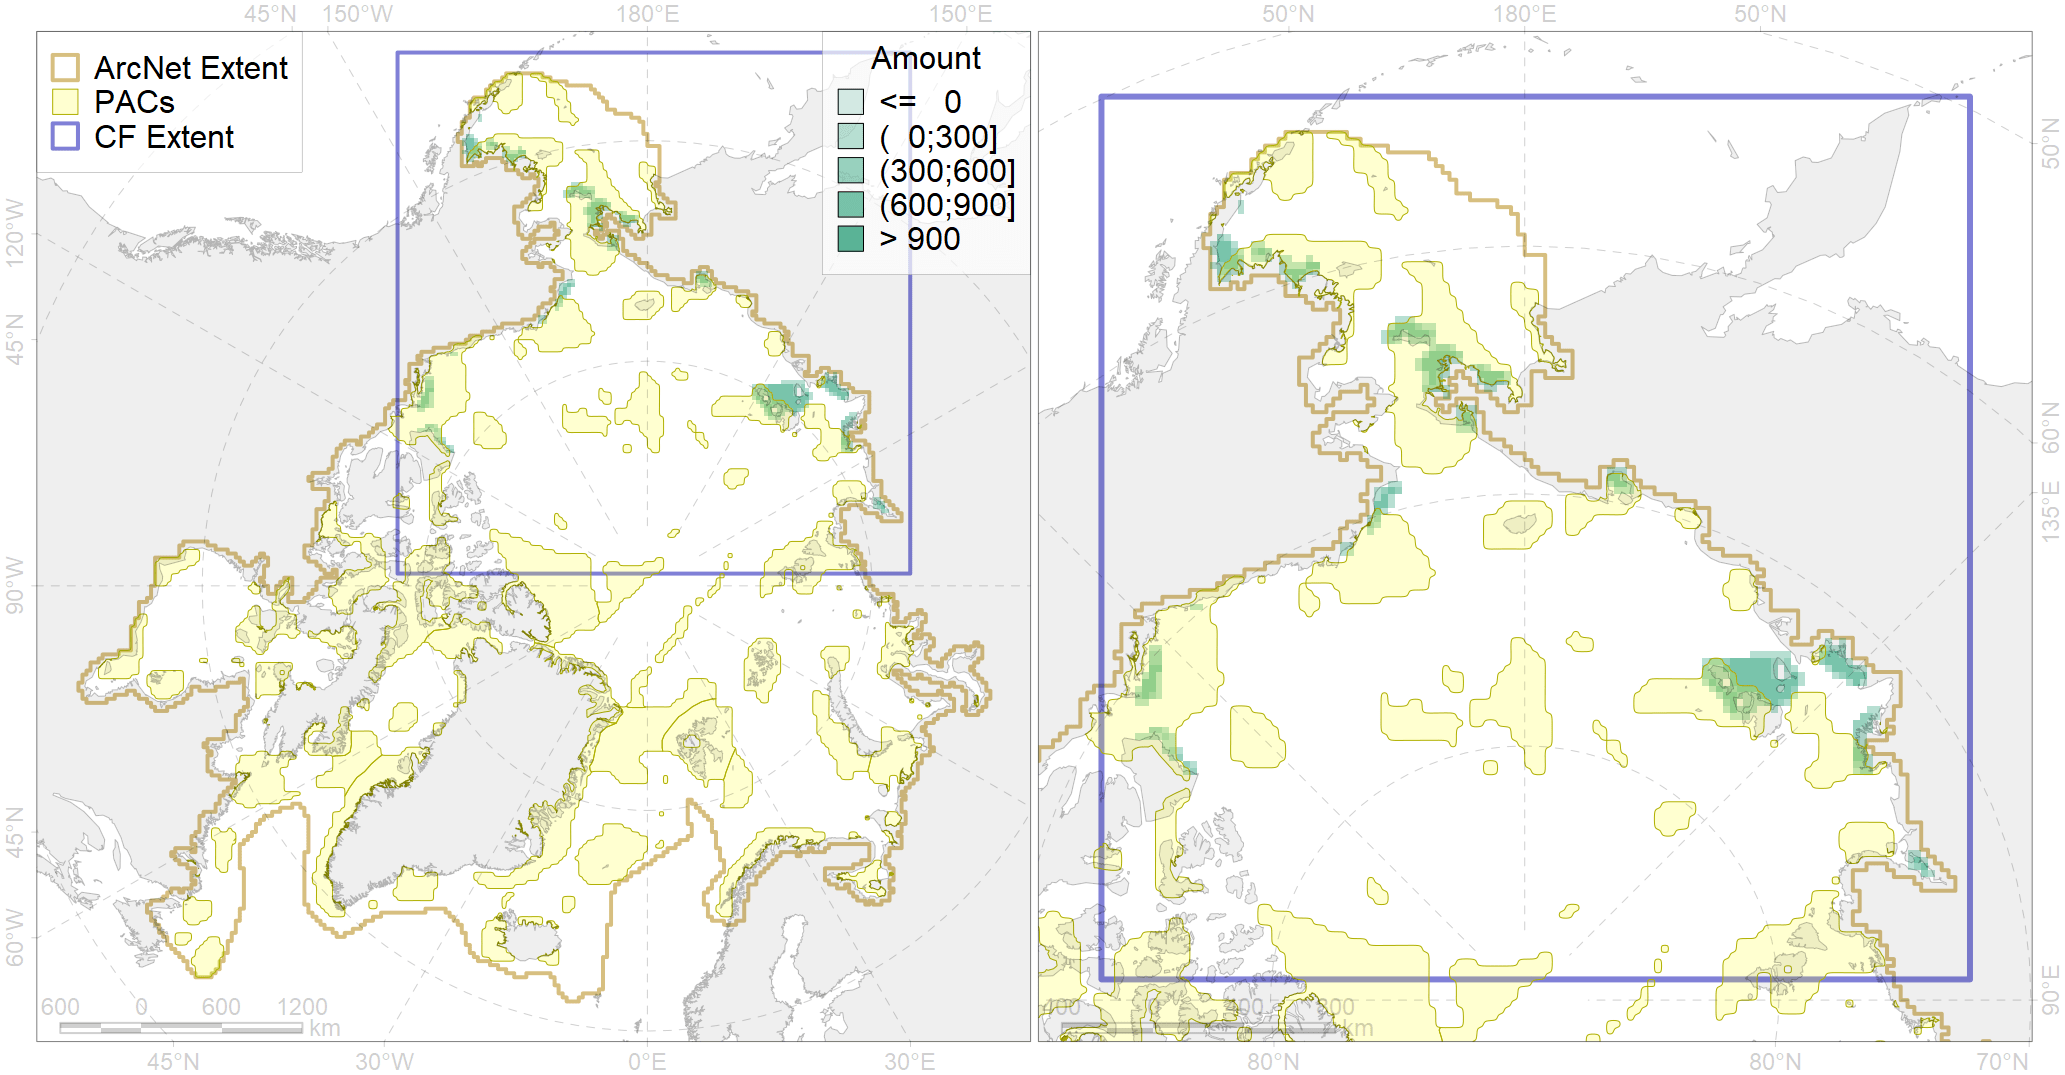 45°N 150°W 180°E 150°E
50°N 180°E 50°N
ArcNet Extent
PACs
CF Extent
Amount
<= 0
( 0;300]
(300;600]
(600;900]
> 900
120°W
45°N
90°W
45°N
60°W
50°N
60°N
135°E
90°E
600 0 600 1200
km
km
45°N 30°W 0°E 30°E
80°N 80°N 70°N